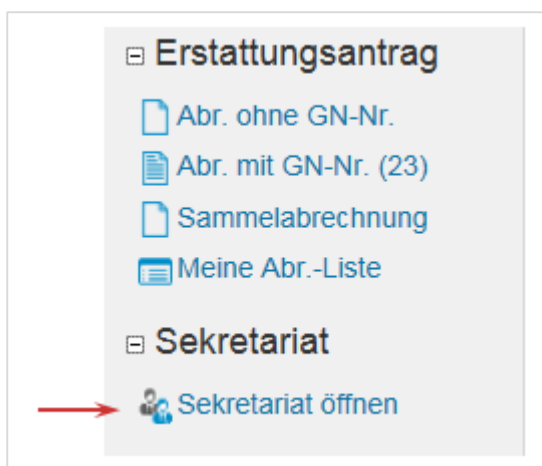 Erstattungsantrag
Abr. ohne GN-Nr.
Abr. mit GN-Nr. (23)
Sammelabrechnung
Meine Abr.-Liste
Sekretariat
Sekretariat öffnen